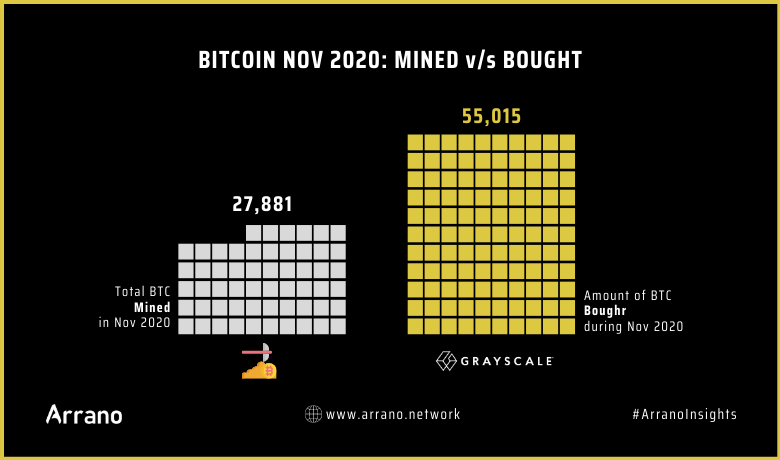 BITCOIN NOV 2020: MINED v/s BOUGHT
55,015
27,881
Total BTC
Mined
in Nov 2020
Amount of BTC
Boughr
during Nov 2020
GRAYSCALE
Arrano
www.arrano.network
#ArranoInsights